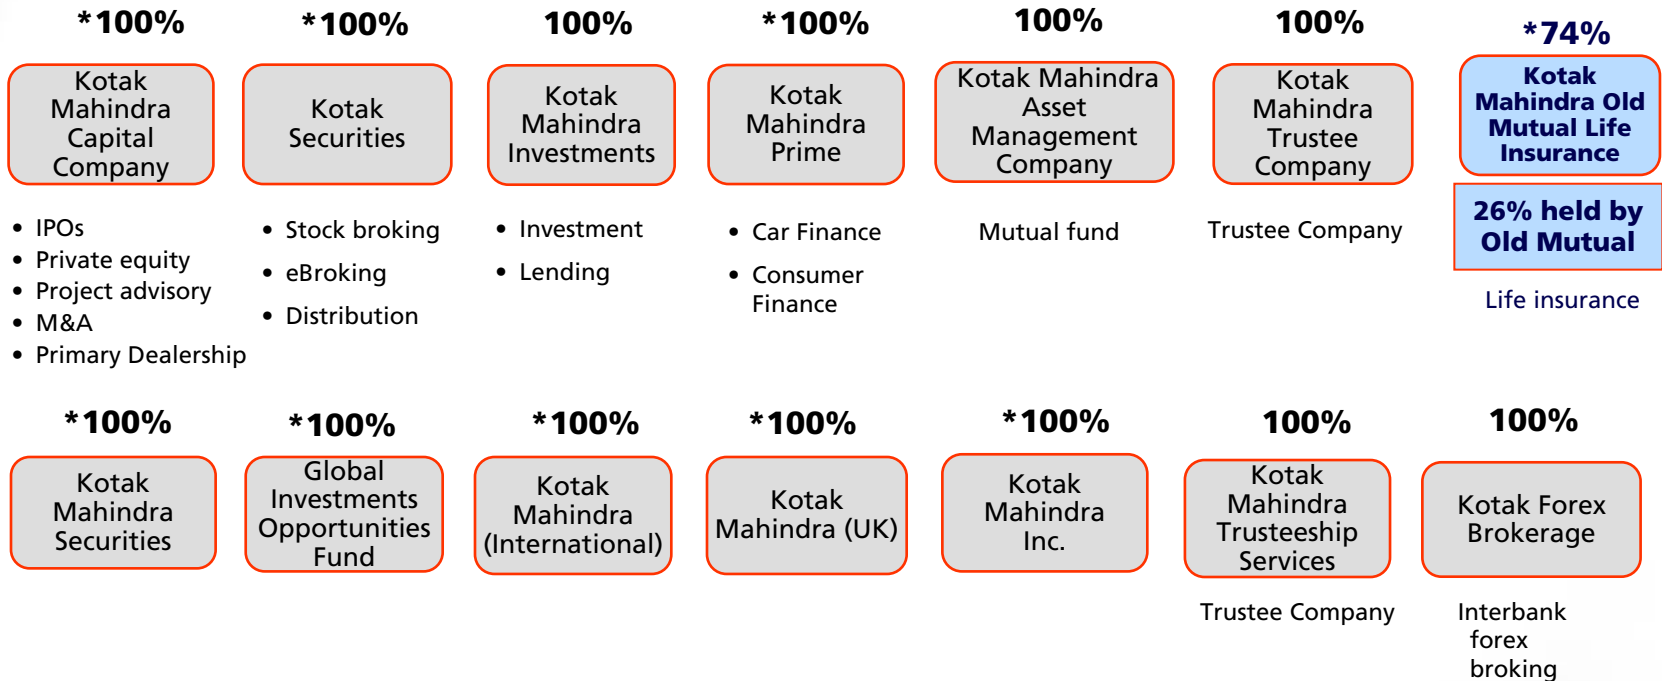 *100%
*100%
100%
*100%
100%
100%
*74%
Kotak
Mahindra
Capital
Company
Kotak
Securities
Kotak
Mahindra
Investments
Kotak
Mahindra
Prime
Kotak Mahindra
Asset
Management
Company
Kotak
Mahindra
Trustee
Company
Kotak
Mahindra Old
Mutual Life
Insurance
26% held by
Old Mutual
• IPOs
• Private equity
• Project advisory
• M&A
• Primary Dealership
• Stock broking
• eBroking
• Distribution
• Investment
• Lending
• Car Finance
• Consumer
Finance
Mutual fund
Trustee Company
Life insurance
*100%
*100%
*100%
*100%
*100%
100%
100%
Kotak
Mahindra
Securities
Global
Investments
Opportunities
Fund
Kotak
Mahindra
(International)
Kotak
Mahindra (UK)
Kotak
Mahindra
Inc.
Kotak
Mahindra
Trusteeship
Services
Kotak Forex
Brokerage
Trustee Company
Interbank
forex
broking